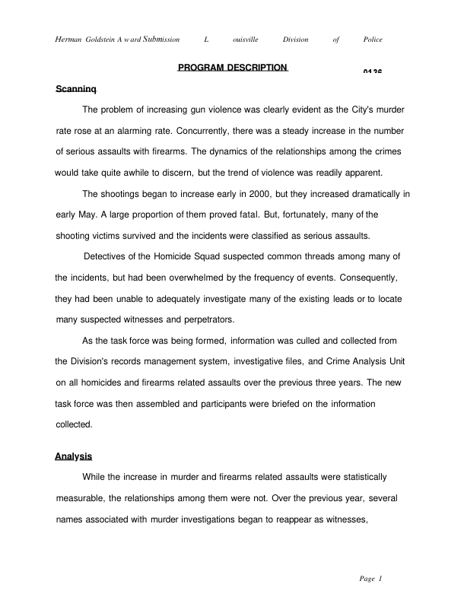 Herman Goldstein Award Submission L ouisville Division of Police
PROGRAM DESCRIPTION
0136
Scanning
The problem of increasing gun violence was clearly evident as the City's murder
rate rose at an alarming rate. Concurrently, there was a steady increase in the number
of serious assaults with firearms. The dynamics of the relationships among the crimes
would take quite awhile to discern, but the trend of violence was readily apparent.
The shootings began to increase early in 2000, but they increased dramatically in
early May. A large proportion of them proved fatal. But, fortunately, many of the
shooting victims survived and the incidents were classified as serious assaults.
Detectives of the Homicide Squad suspected common threads among many of
the incidents, but had been overwhelmed by the frequency of events. Consequently,
they had been unable to adequately investigate many of the existing leads or to locate
many suspected witnesses and perpetrators.
As the task force was being formed, information was culled and collected from
the Division's records management system, investigative files, and Crime Analysis Unit
on all homicides and firearms related assaults over the previous three years. The new
task force was then assembled and participants were briefed on the information
collected.
Analysis
While the increase in murder and firearms related assaults were statistically
measurable, the relationships among them were not. Over the previous year, several
names associated with murder investigations began to reappear as witnesses,
Page 1